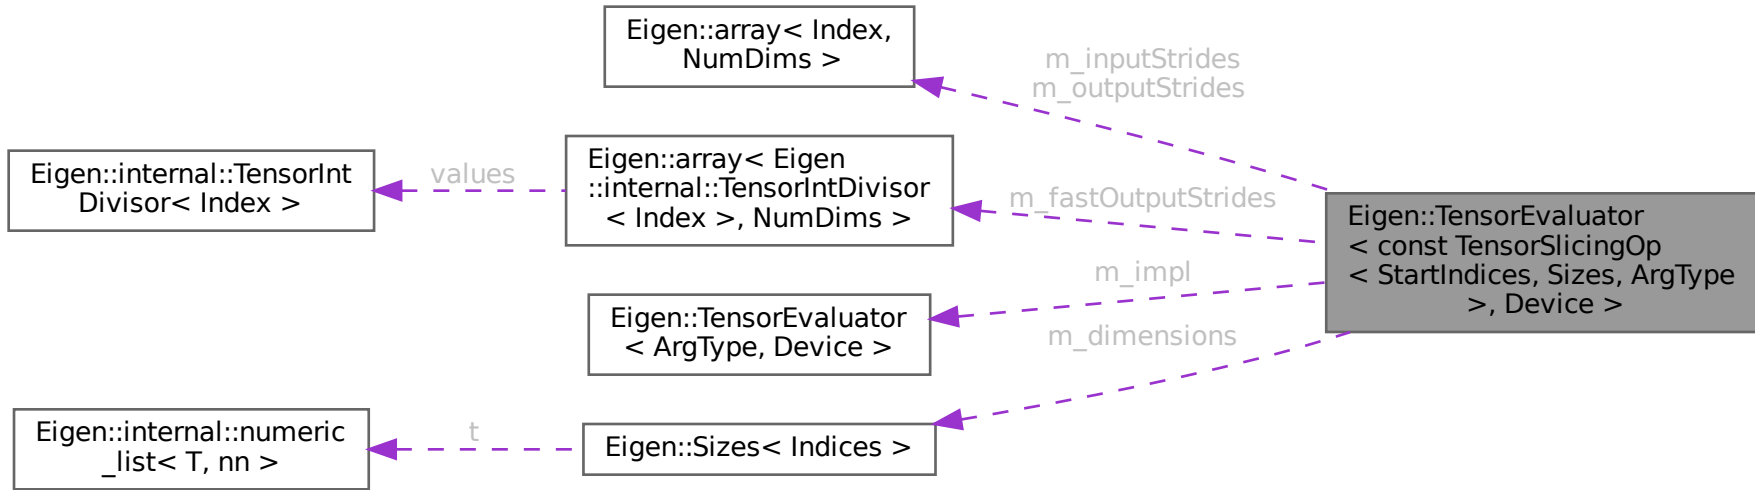 Eigen::array< Index,
NumDims >
m_inputStrides
m_outputStrides
Eigen::internal::TensorInt
Divisor< Index >
values
Eigen::array< Eigen
::internal::TensorIntDivisor
< Index >, NumDims >
m_fastOutputStrides
Eigen::TensorEvaluator
< const TensorSlicingOp
< StartIndices, Sizes, ArgType
>, Device >
m_impl
Eigen::TensorEvaluator
< ArgType, Device >
m_dimensions
Eigen::internal::numeric
_list< T, nn >
t
Eigen::Sizes< Indices >